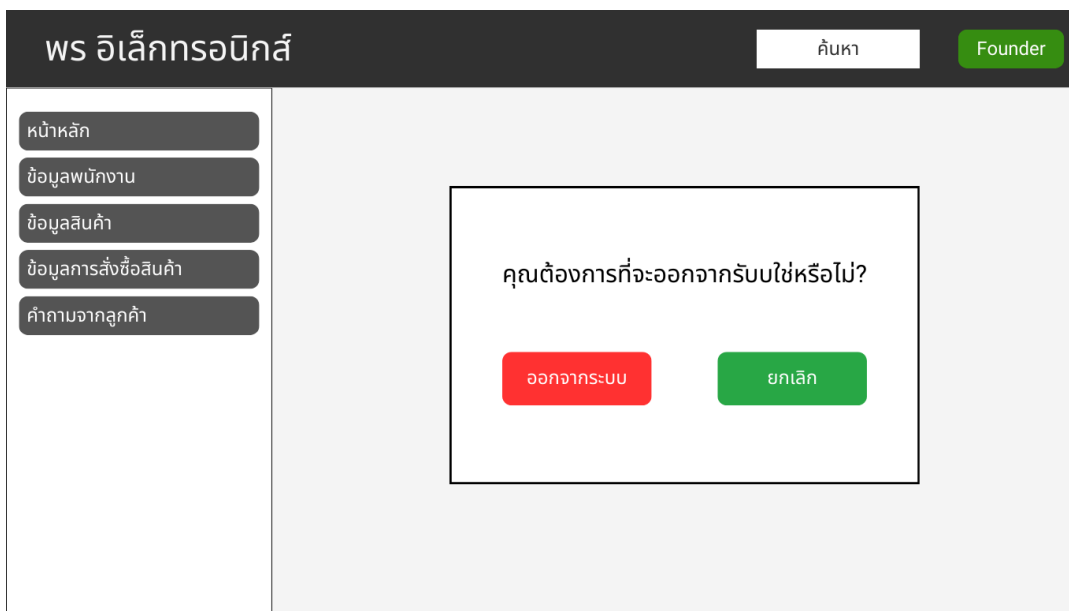 พร อิเล็กทรอนิกส์
ค้นหา
Founder
หน้าหลัก
ข้อมูลพนักงาน
ข้อมูลสินค้า
ข้อมูลการสั่งซื้อสินค้า
คำถามจากลูกค้า
คุณต้องการที่จะออกจากรับบใช่หรือไม่?
ออกจากระบบ
ยกเลิก